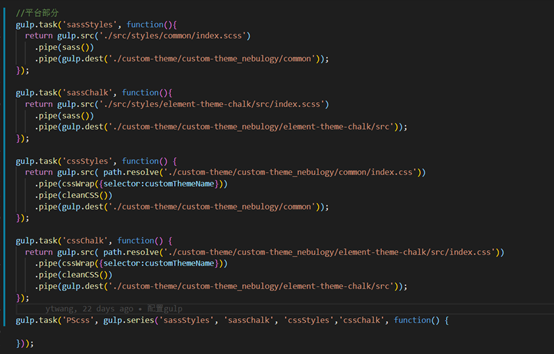 //平台部分
gulp.task('sassStyles', function(){
return gulp.src('./src/styles/common/index.scss')
.pipe(sass())
.pipe(gulp.dest('./custom-theme/custom-theme_nebulogy/common'));
});
gulp.task('sassChalk', function(){
return gulp.src('./src/styles/element-theme-chalk/src/index.scss')
.pipe(sass())
.pipe(gulp.dest('./custom-theme/custom-theme_nebulogy/element-theme-chalk/src'));
});
gulp.task('cssStyles', function() {
return gulp.src( path.resolve('./custom-theme/custom-theme_nebulogy/common/index.css'))
.pipe(cssWrap({selector:customThemeName}))
.pipe(cleanCSS())
.pipe(gulp.dest('./custom-theme/custom-theme_nebulogy/common'));
});
gulp.task('cssChalk', function() {
return gulp.src( path.resolve('./custom-theme/custom-theme_nebulogy/element-theme-chalk/src/index.css'))
.pipe(cssWrap({selector:customThemeName}))
.pipe(cleanCSS())
.pipe(gulp.dest('./custom-theme/custom-theme_nebulogy/element-theme-chalk/src'));
});
ytwang, 22 days ago • 配置gulp
gulp.task('PScss', gulp.series('sassStyles', 'sassChalk', 'cssStyles','cssChalk', function() {
}));